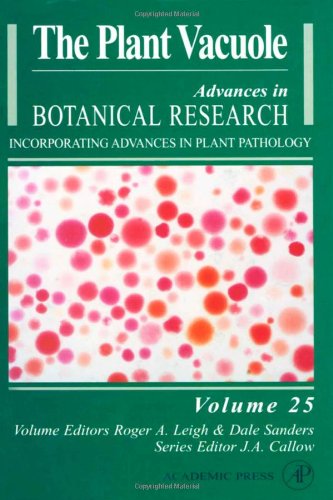 The Plant Vacuole
Advances in
BOTANICAL RESEARCH
INCORPORATING ADVANCES IN PLANT PATHOLOGY
Volume 25
Volume Editors Roger A. Leigh & Dale Sanders
Series Editor J.A. Callow
ACADEMIC PRESS
AP